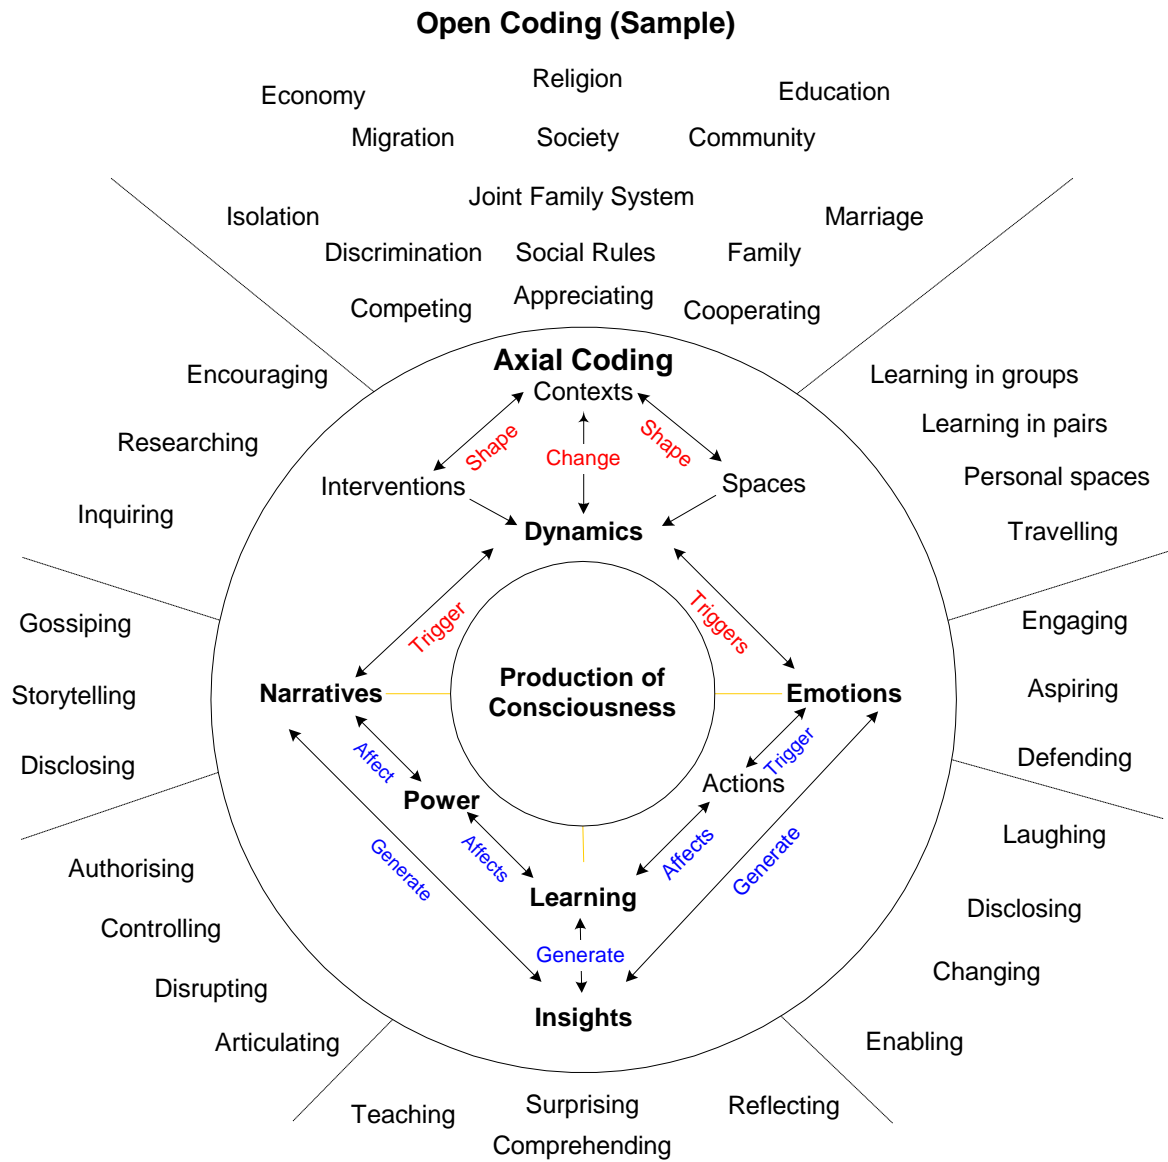 Open Coding (Sample)
Economy
Religion
Education
Migration
Society
Community
Isolation
Joint Family System
Marriage
Discrimination
Social Rules
Family
Competing
Appreciating
Cooperating
Axial Coding
Contexts
Encouraging
Researching
Inquiring
Learning in groups
Learning in pairs
Personal spaces
Travelling
Shape
Change
Shape
Interventions
Spaces
Dynamics
Trigger
Triggers
Gossiping
Storytelling
Disclosing
Engaging
Aspiring
Defending
Narratives
Production of
Consciousness
Emotions
Affect
Trigger
Power
Actions
Generate
Affects
Affects
Generate
Learning
Generate
Insights
Authorising
Controlling
Disrupting
Articulating
Laughing
Disclosing
Changing
Enabling
Teaching
Surprising
Reflecting
Comprehending